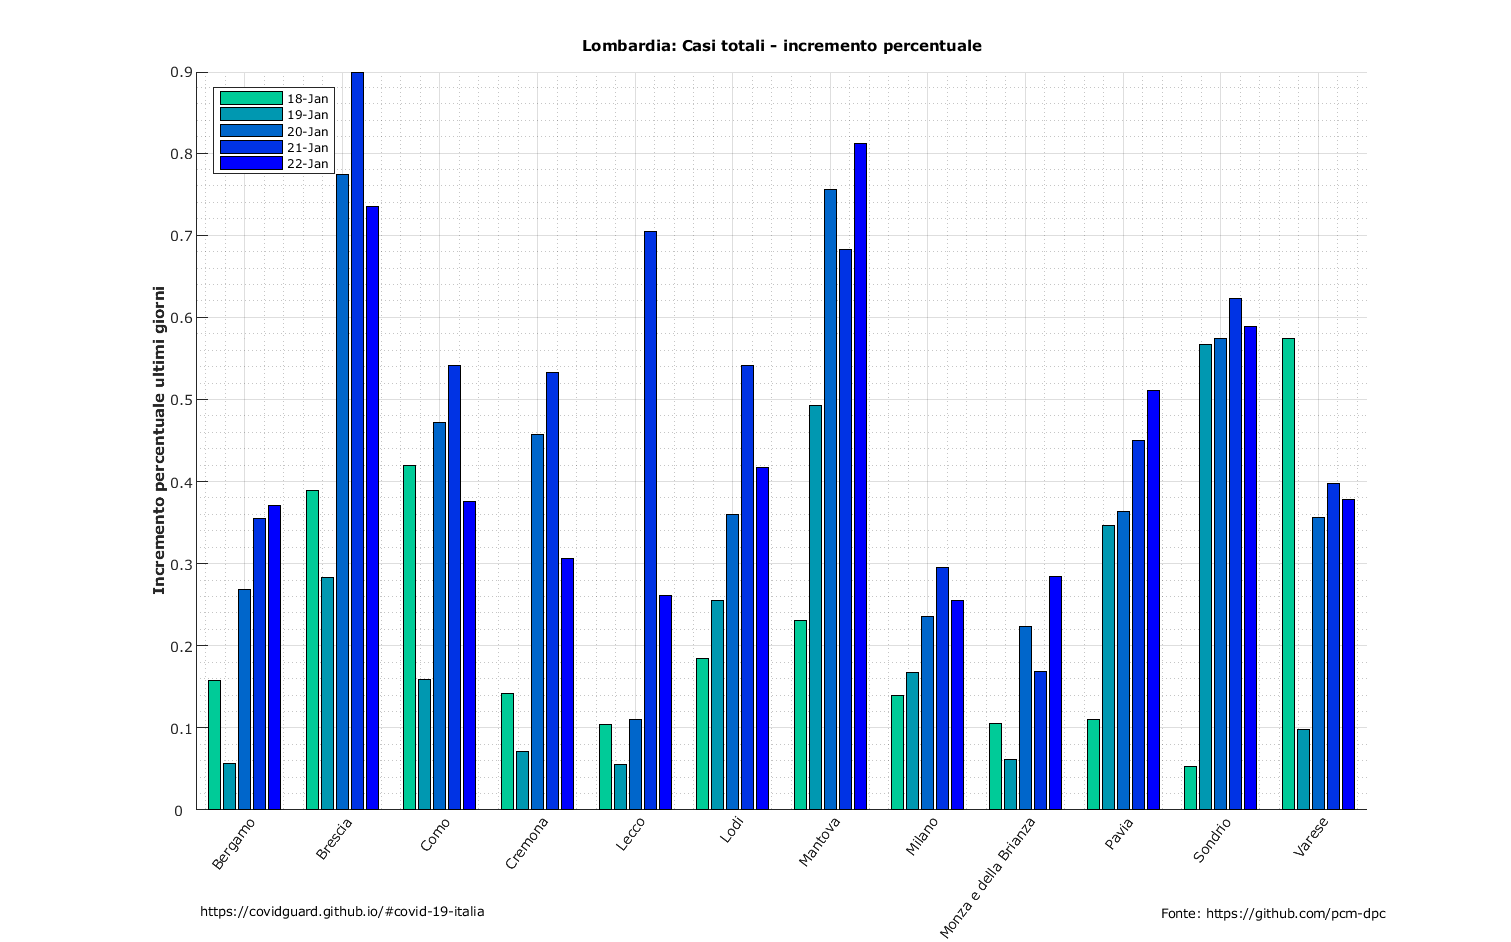 Lombardia: Casi totali - incremento percentuale
Incremento percentuale ultimi giorni
0.9
0.8
0.7
0.6
0.5
0.4
0.3
0.2
0.1
0
18-Jan
19-Jan
20-Jan
21-Jan
22-Jan
Bergamo
Brescia
Como
Cremona
Lecco
Lodi
Mantova
Milano
Monza e della Brianza
Pavia
Sondrio
Varese
https://covidguard.github.io/#covid-19-italia
Fonte: https://github.com/pcm-dpc